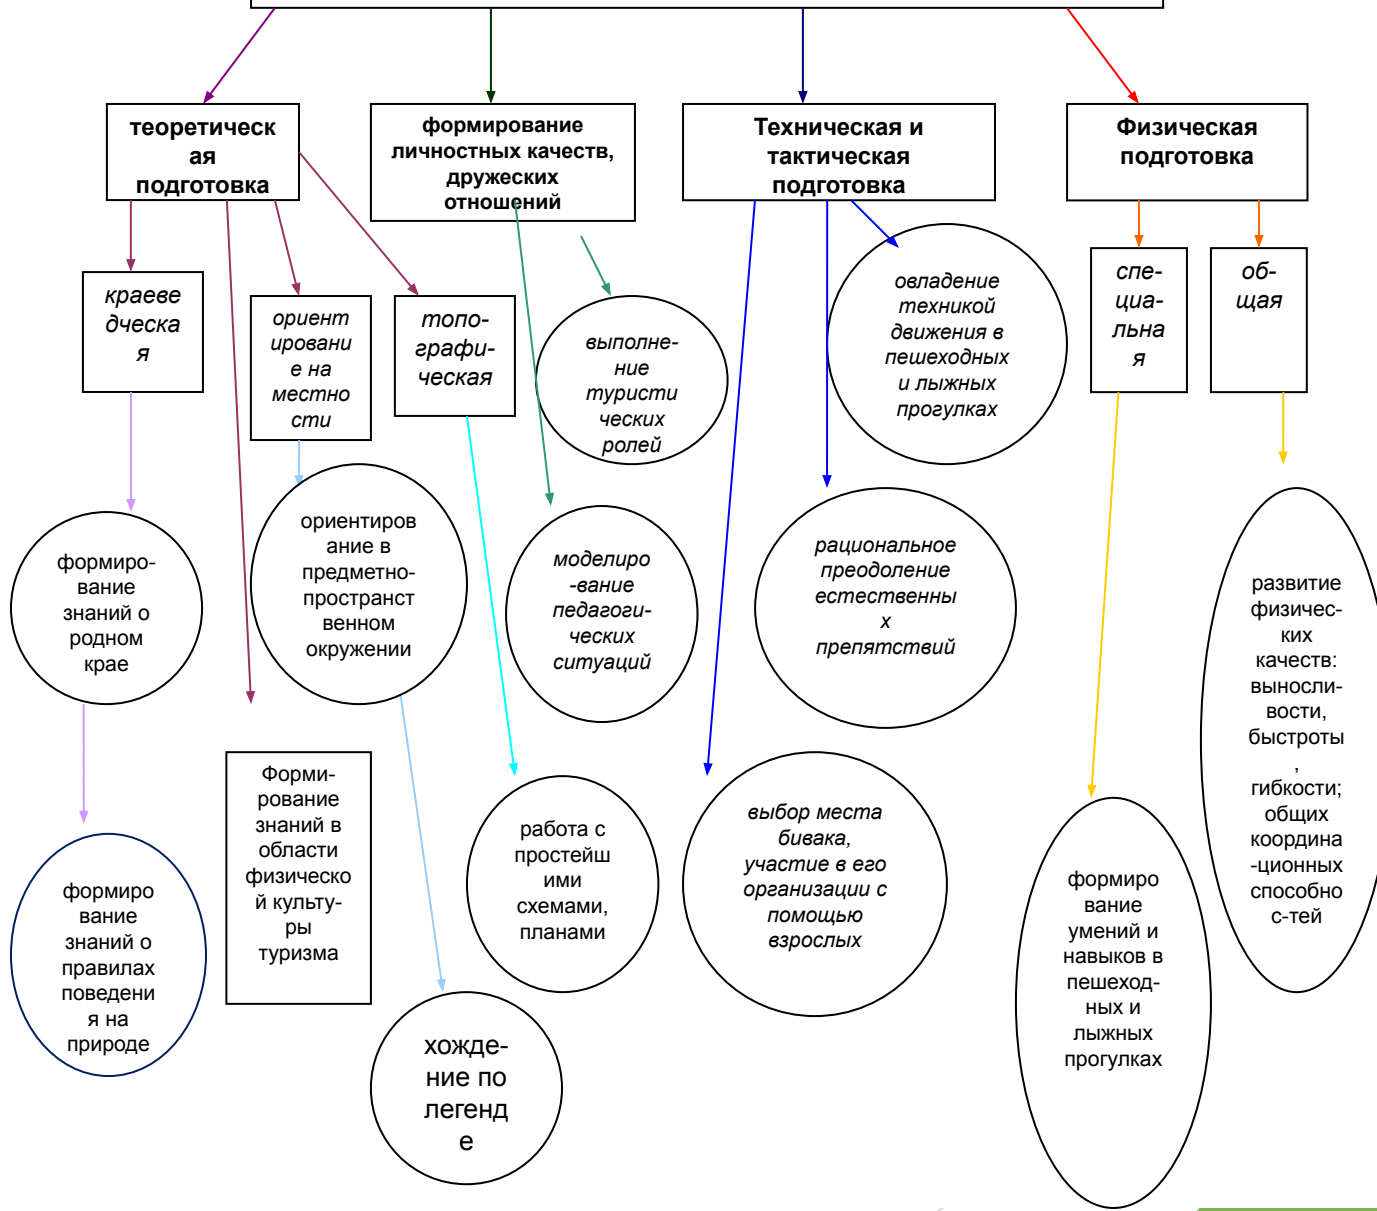 теоретическ
ая
подготовка
формирование
личностных качеств,
дружеских
отношений
Техническая и
тактическая
подготовка
Физическая
подготовка
краеве
дческа
я
ориент
ировани
е на
местно
сти
топо-
графи-
ческая
выполне-
ние
туристи
ческих
ролей
овладение
техникой
движения в
пешеходных
и лыжных
прогулках
спе-
циа-
льна
я
об-
щая
формиро-
вание
знаний о
родном
крае
ориентиров
ание в
предметно-
пространст
венном
окружении
моделиро
-вание
педагоги-
ческих
ситуаций
рациональное
преодоление
естественны
х
препятствий
развитие
физичес-
ких
качеств:
выносли-
вости,
быстроты
,
гибкости;
общих
координа
-ционных
способно
с-тей
формиро
вание
знаний о
правилах
поведени
я на
природе
Форми-
рование
знаний в
области
физическо
й культу-
ры
туризма
работа с
простейш
ими
схемами,
планами
выбор места
бивака,
участие в его
организации с
помощью
взрослых
формиро
вание
умений и
навыков в
пешеход-
ных и
лыжных
прогулках
хожде-
ние по
легенд
е